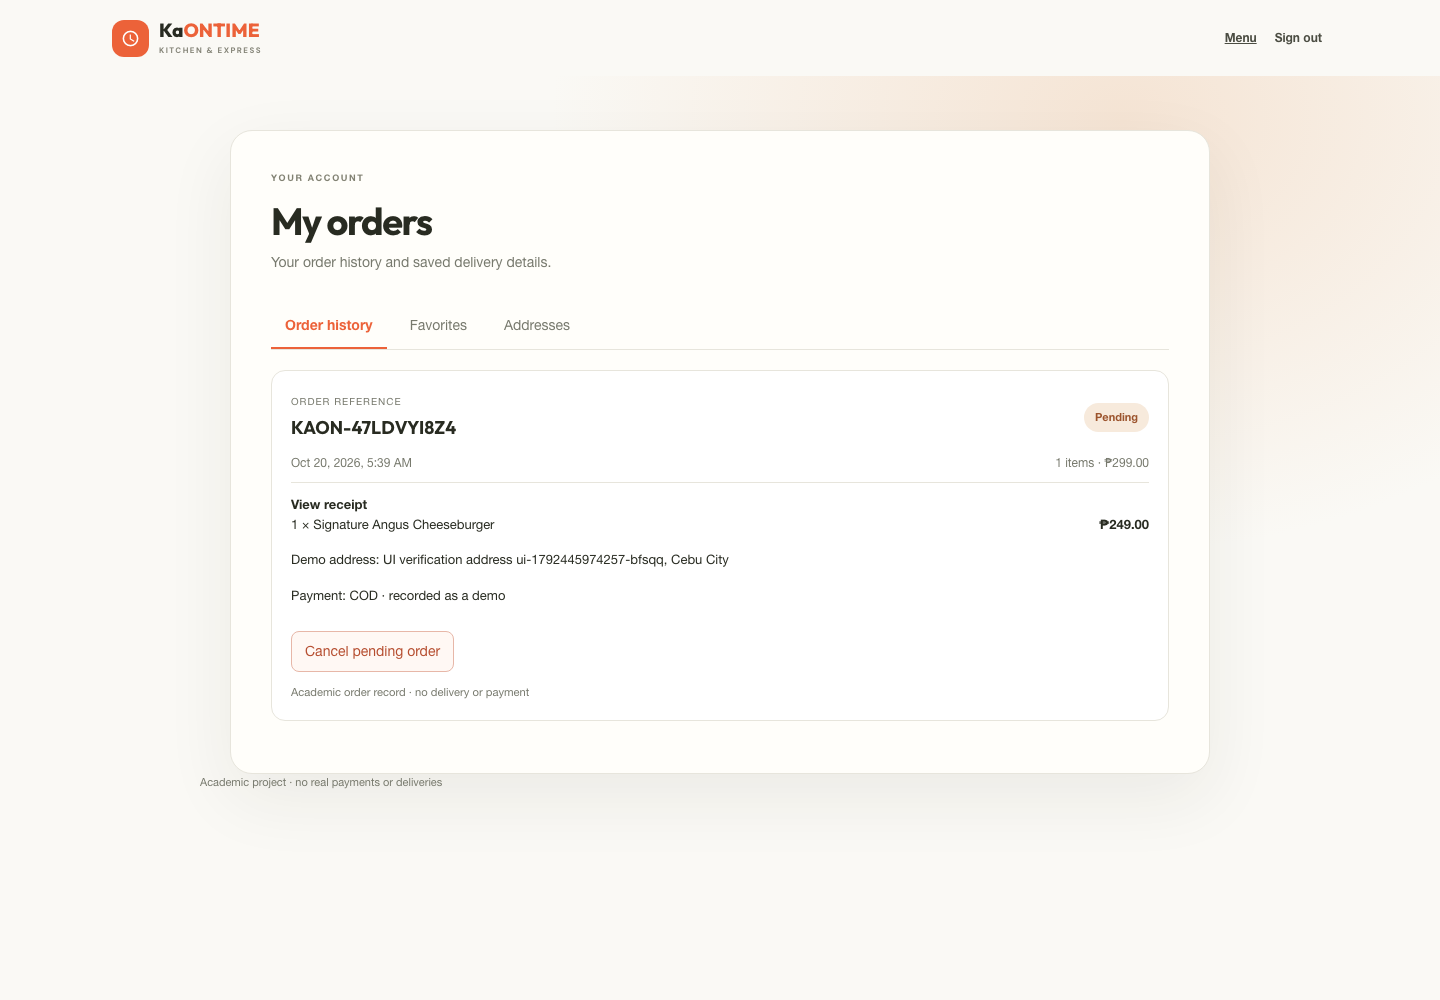 KaONTIME
KITCHEN & EXPRESS
Menu
Sign out
YOUR ACCOUNT
My orders
Your order history and saved delivery details.
Order history
Favorites
Addresses
ORDER REFERENCE
KAON-47LDVYI8Z4
Pending
Oct 20, 2026, 5:39 AM
1 items · ₱299.00
View receipt
1 × Signature Angus Cheeseburger
₱249.00
Demo address: UI verification address ui-1792445974257-bfsqq, Cebu City
Payment: COD · recorded as a demo
Cancel pending order
Academic order record · no delivery or payment
Academic project · no real payments or deliveries